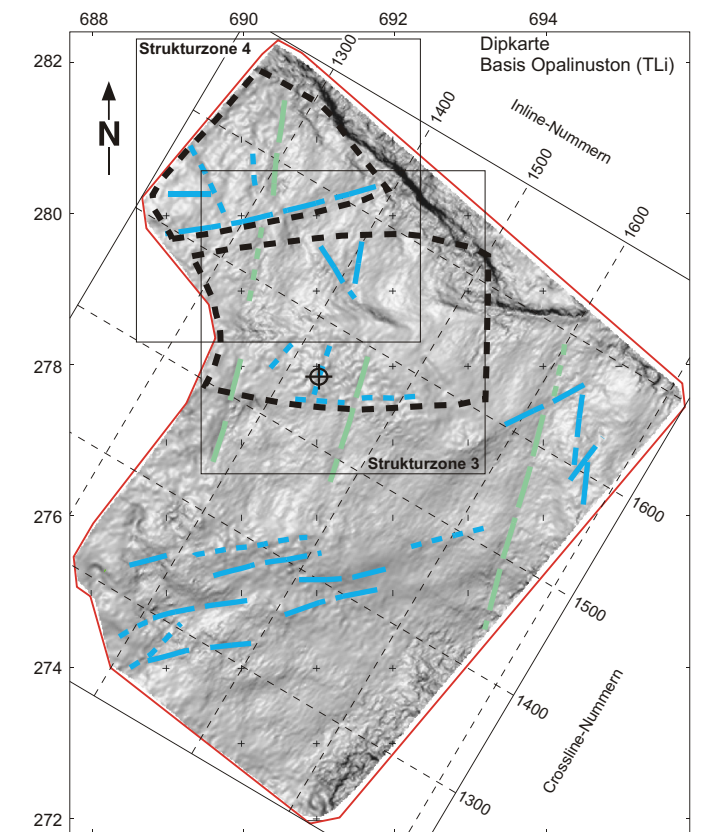 688 690 692 694
282
280
278
276
274
272
Strukturzone 4
Dipkarte
Basis Opalinuston (TLi)
N
Inline-Nummern
1300
1400
1500
1600
Strukturzone 3
1600
1500
1400
1300
Crossline-Nummern